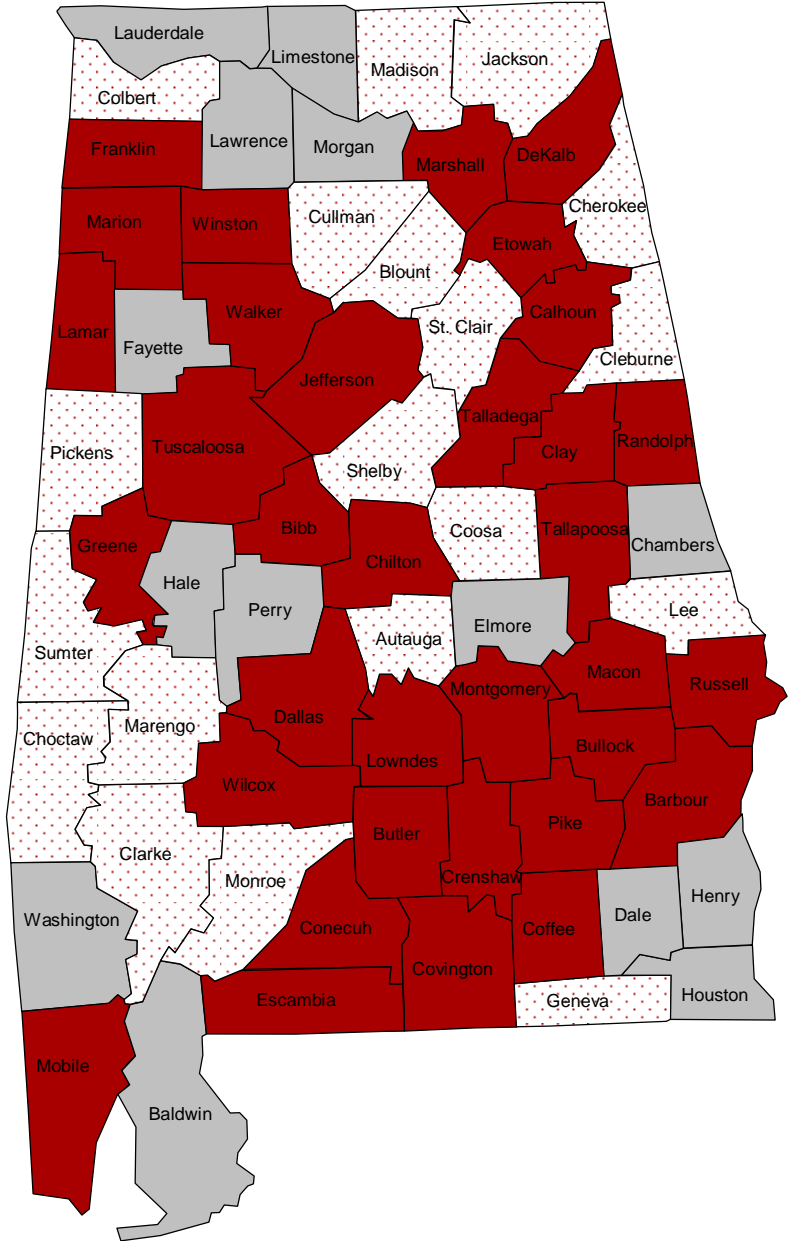 Lauderdale
Limestone
Madison
Jackson
Colbert
Lawrence
Morgan
Franklin
Marshall
DeKalb
Cherokee
Marion
Winston
Cullman
Etowah
Blount
Lamar
Fayette
Walker
St. Clair
Calhoun
Cleburne
Jefferson
Pickens
Tuscaloosa
Talladega
Shelby
Clay
Randolph
Greene
Bibb
Coosa
Tallapoosa
Chambers
Hale
Chilton
Perry
Elmore
Lee
Sumter
Autauga
Macon
Russell
Montgomery
Choctaw
Marengo
Dallas
Bullock
Lowndes
Wilcox
Barbour
Butler
Pike
Clarke
Monroe
Crenshaw
Henry
Washington
Conecuh
Coffee
Dale
Covington
Escambia
Geneva
Houston
Mobile
Baldwin